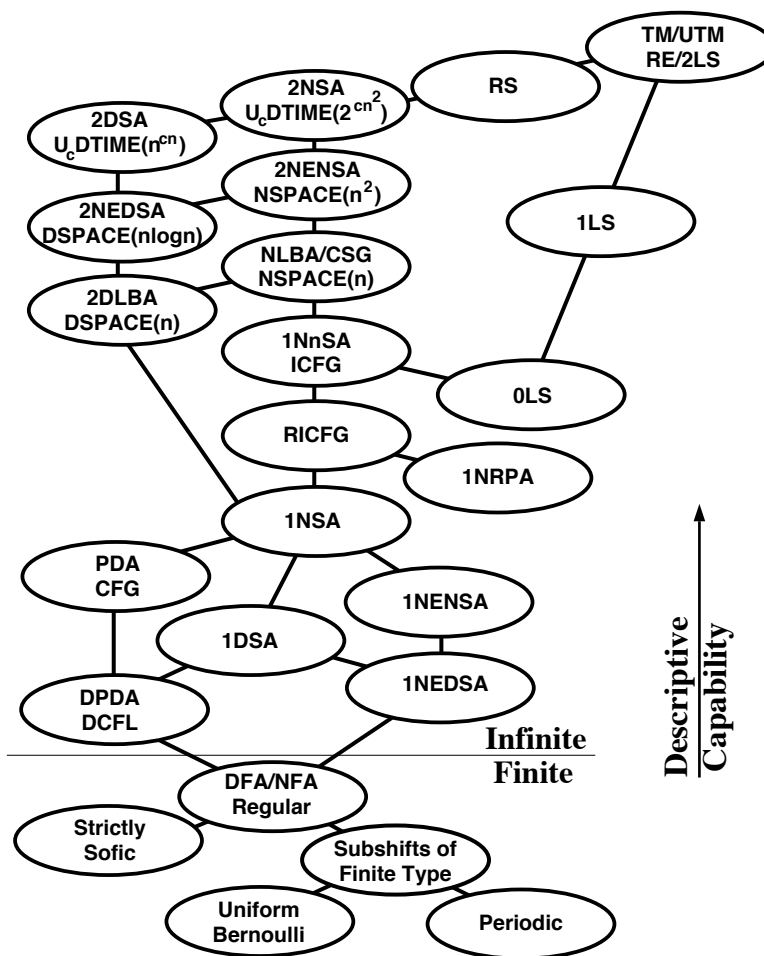 TM/UTM
RE/2LS
RS
2NSA
UcDTIME(2^cn^2)
2DSA
UcDTIME(n^cn)
2NENSA
NSPACE(n^2)
2NEDSA
DSPACE(nlogn)
1LS
NLBA/CSG
NSPACE(n)
2DLBA
DSPACE(n)
1NnSA
ICFG
0LS
RICFG
1NRPA
1NSA
PDA
CFG
1NENSA
1DSA
1NEDSA
DPDA
DCFL
Descriptive
Capability
Infinite
Finite
DFA/NFA
Regular
Strictly
Sofic
Subshifts of
Finite Type
Uniform
Bernoulli
Periodic